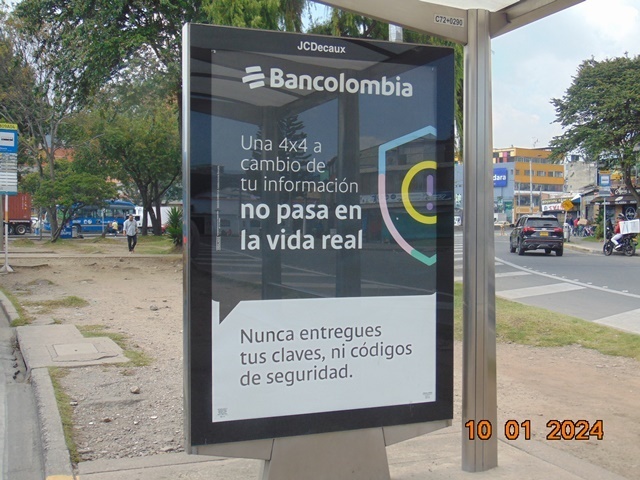 C72+0290
JCDecaux
Bancolombia
Una 4x4 a
cambio de
tu información
no pasa en
la vida real
Nunca entregues
tus claves, ni códigos
de seguridad.
10 01 2024